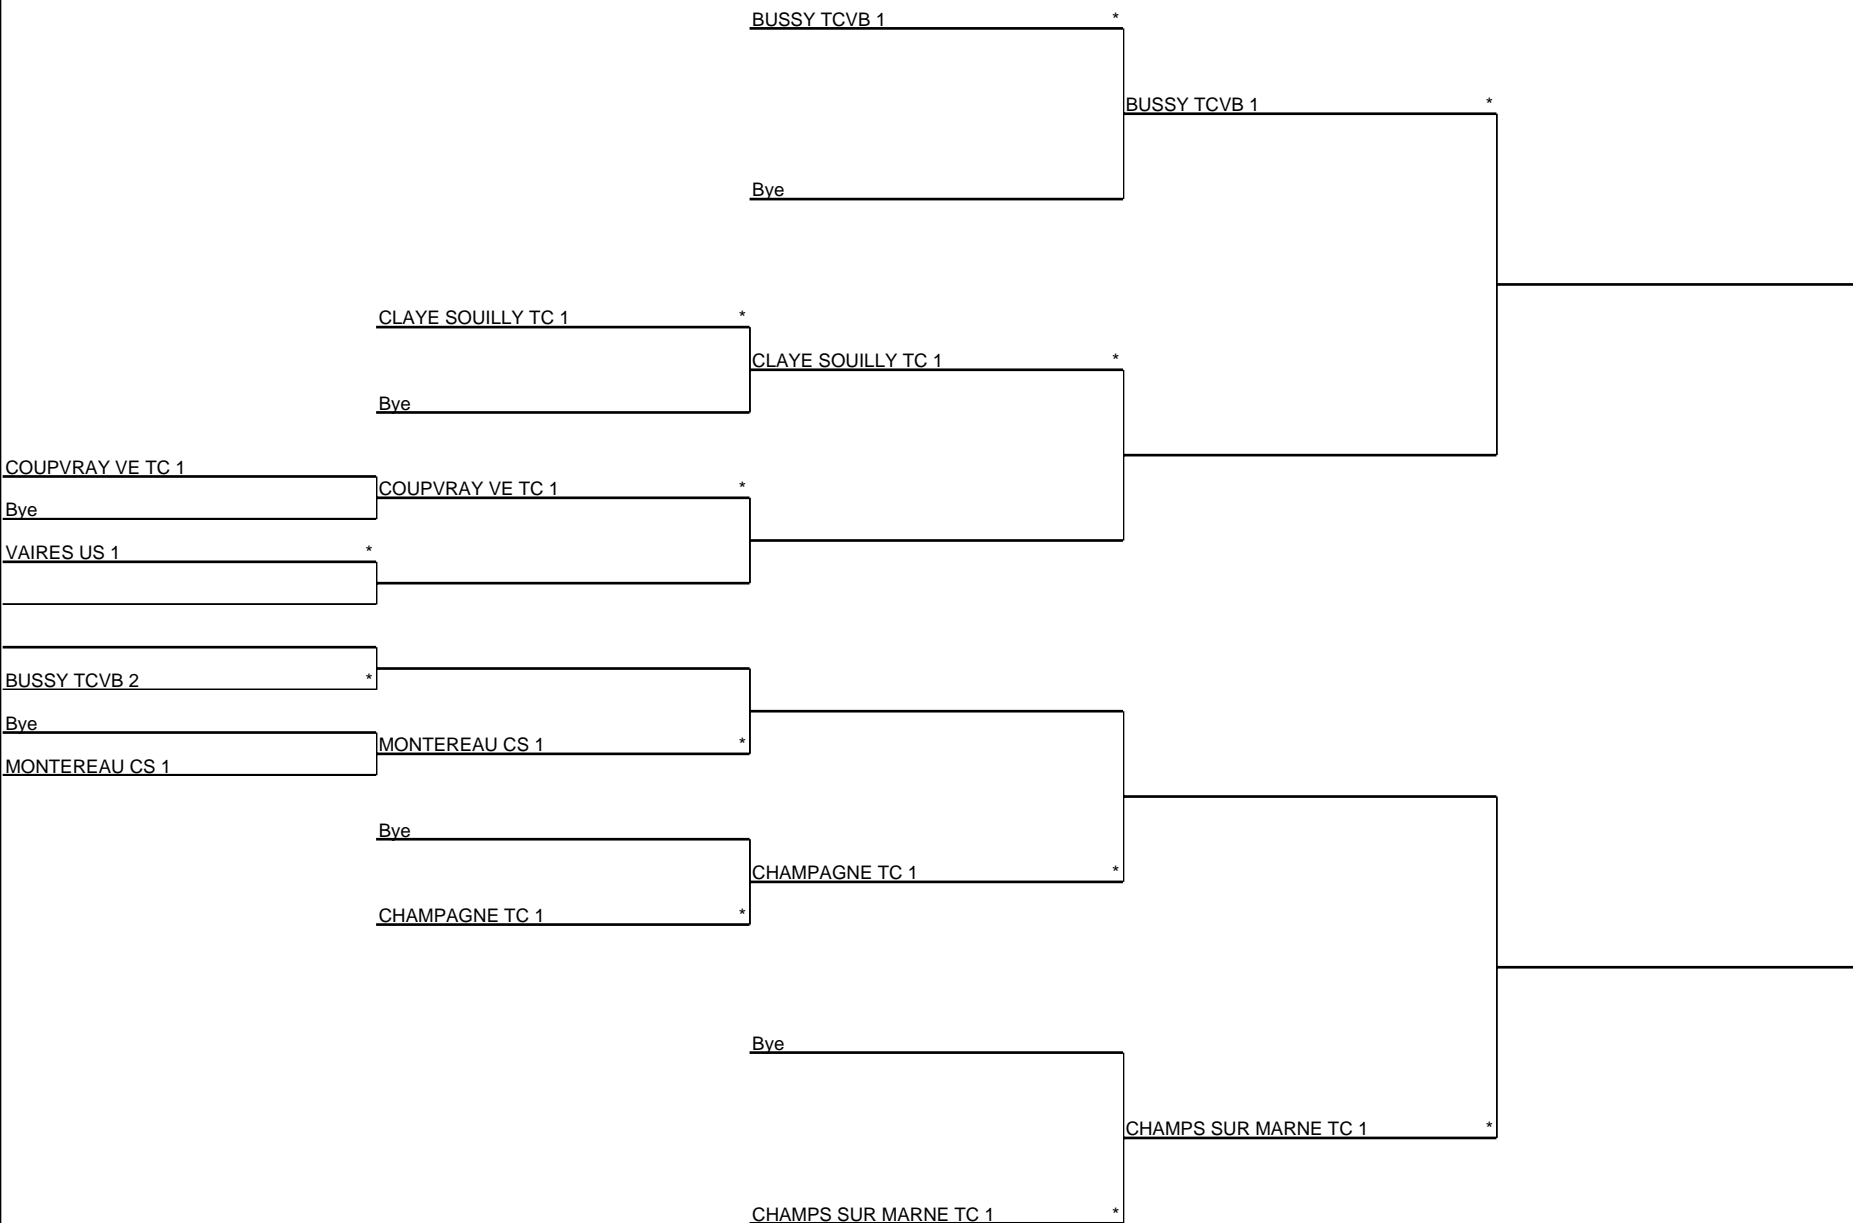 BUSSY TCVB 1 *
BUSSY TCVB 1 *
Bye
CLAYE SOUILLY TC 1 *
CLAYE SOUILLY TC 1 *
Bye
COUPVRAY VE TC 1
COUPVRAY VE TC 1 *
Bye
VAIRES US 1 *
BUSSY TCVB 2 *
Bye
MONTEREAU CS 1 *
MONTEREAU CS 1
Bye
CHAMPAGNE TC 1 *
CHAMPAGNE TC 1 *
Bye
CHAMPS SUR MARNE TC 1 *
CHAMPS SUR MARNE TC 1 *